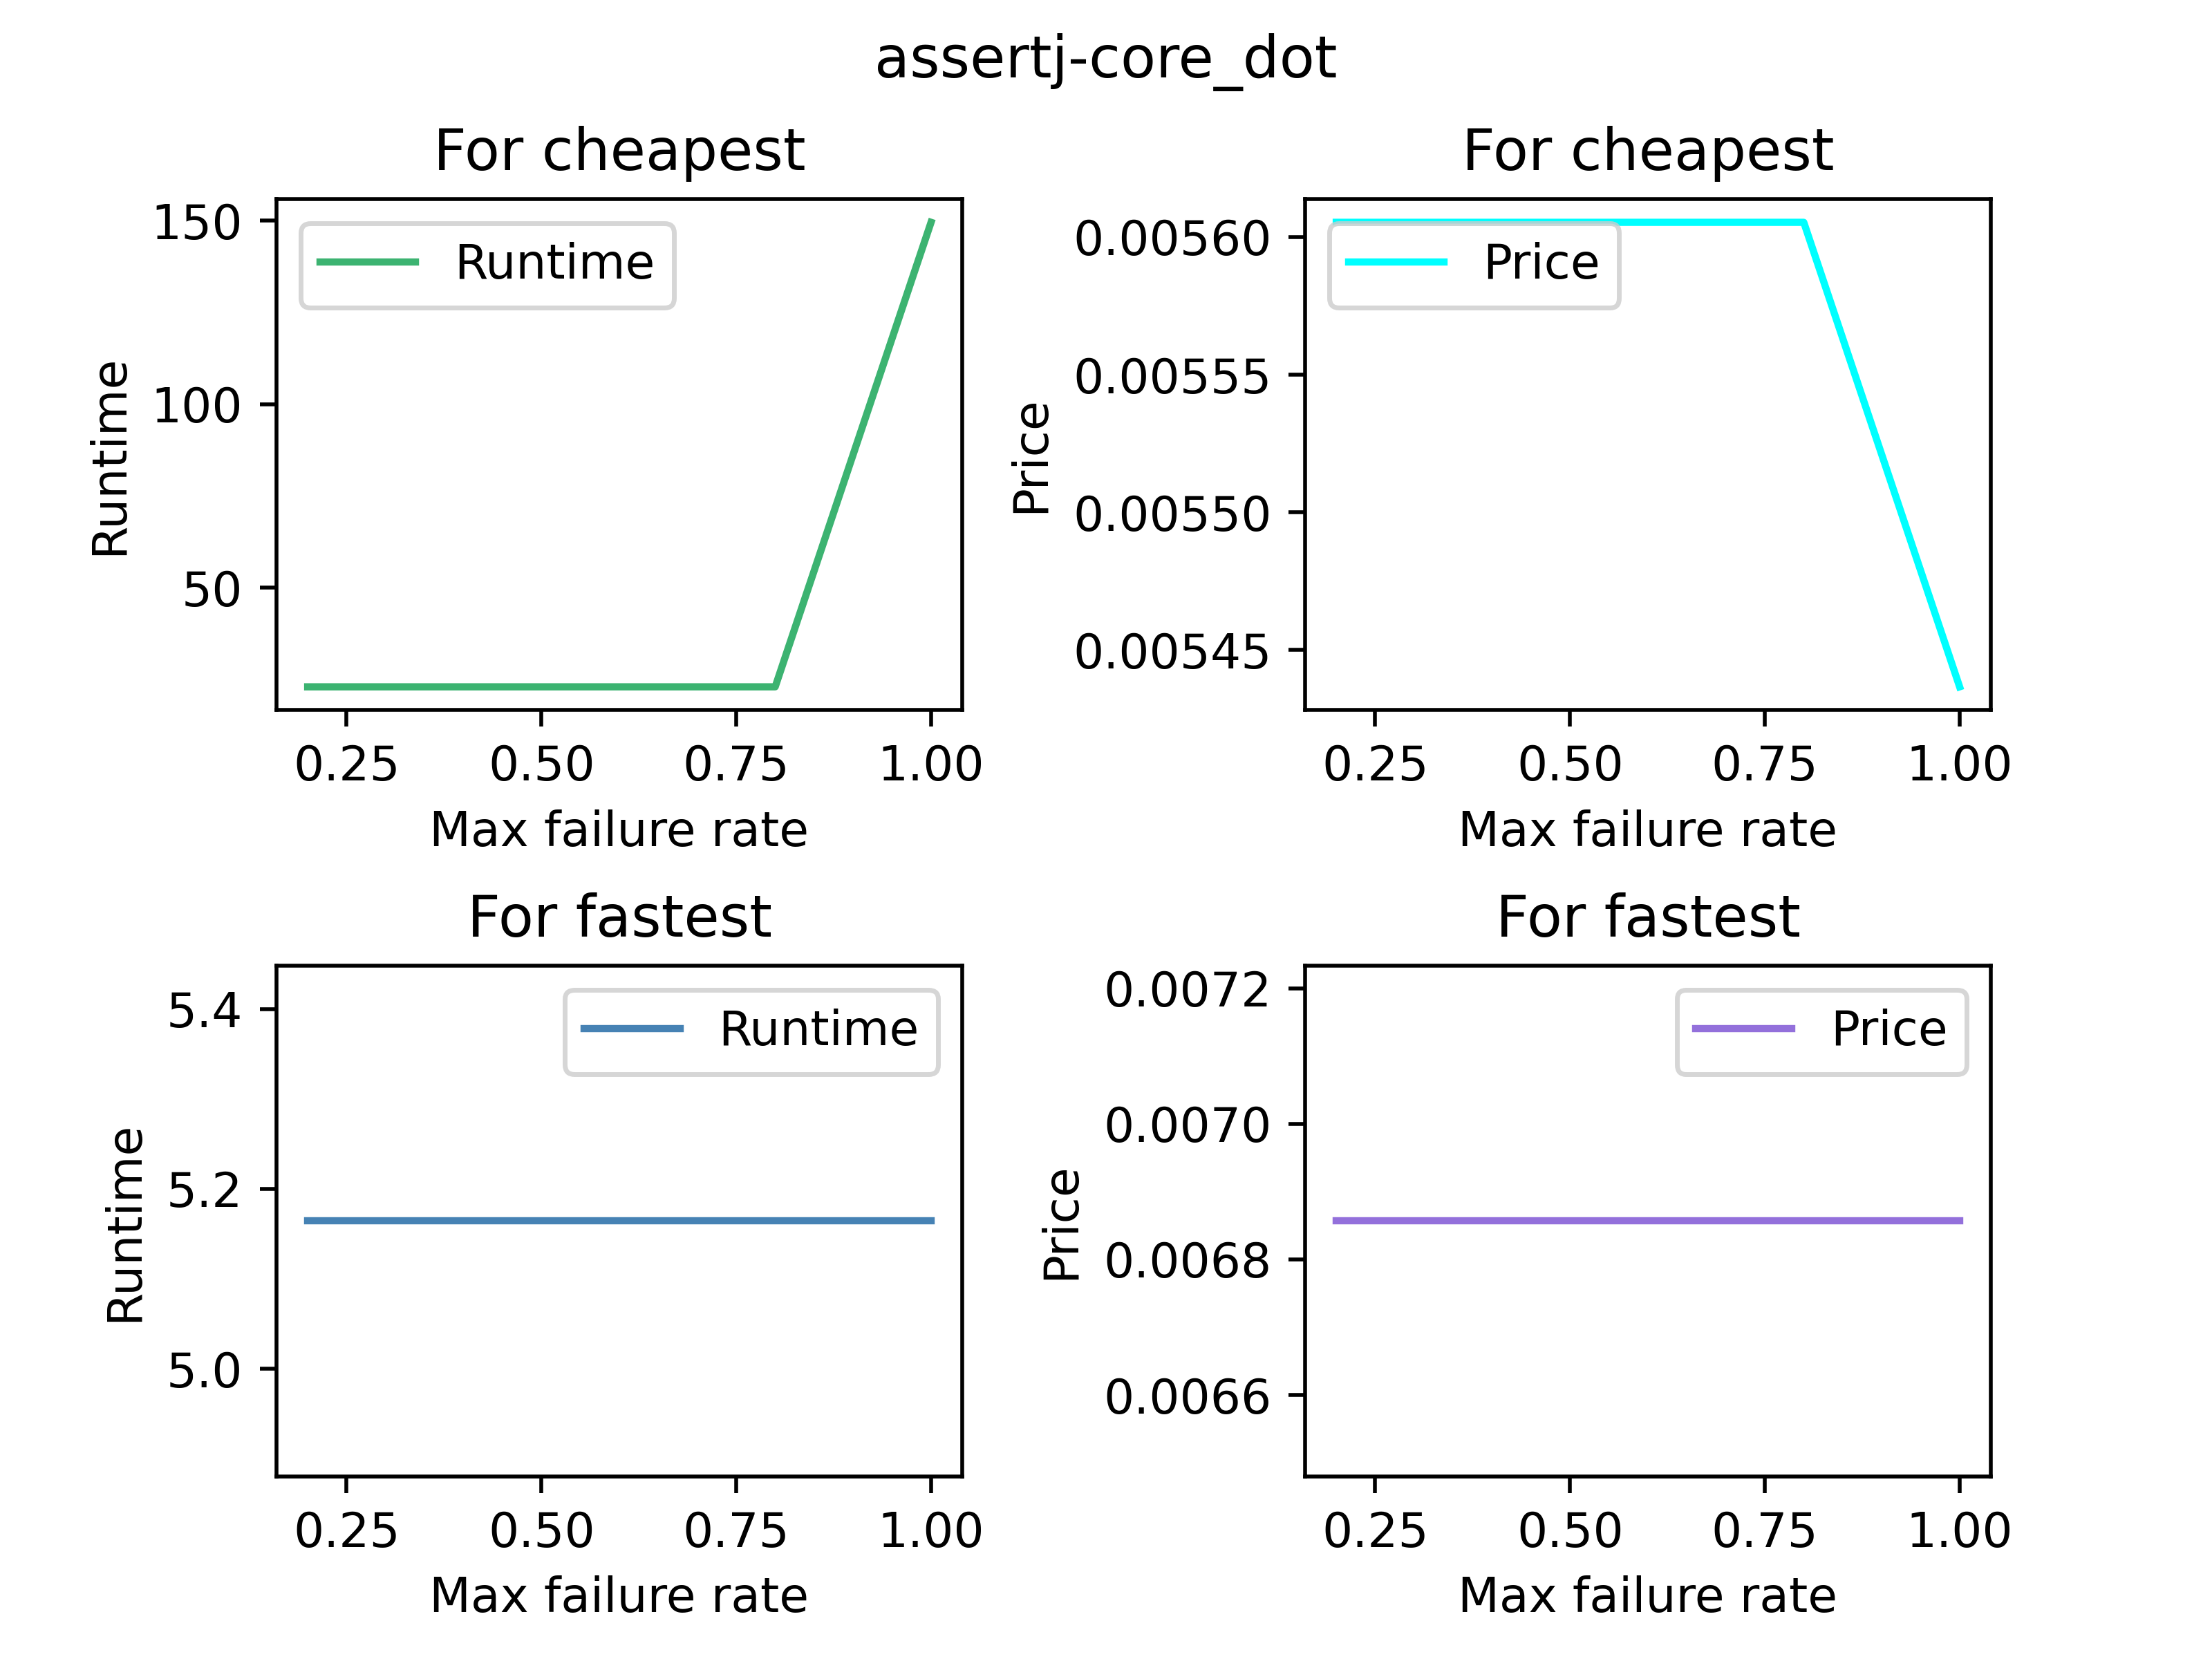 assertj-core_dot
For cheapest
150
100
50
Runtime
Runtime
0.25 0.50 0.75 1.00
Max failure rate
For cheapest
0.00560
0.00555
0.00550
0.00545
Price
Price
0.25 0.50 0.75 1.00
Max failure rate
For fastest
5.4
5.2
5.0
Runtime
Runtime
0.25 0.50 0.75 1.00
Max failure rate
For fastest
0.0072
0.0070
0.0068
0.0066
Price
Price
0.25 0.50 0.75 1.00
Max failure rate